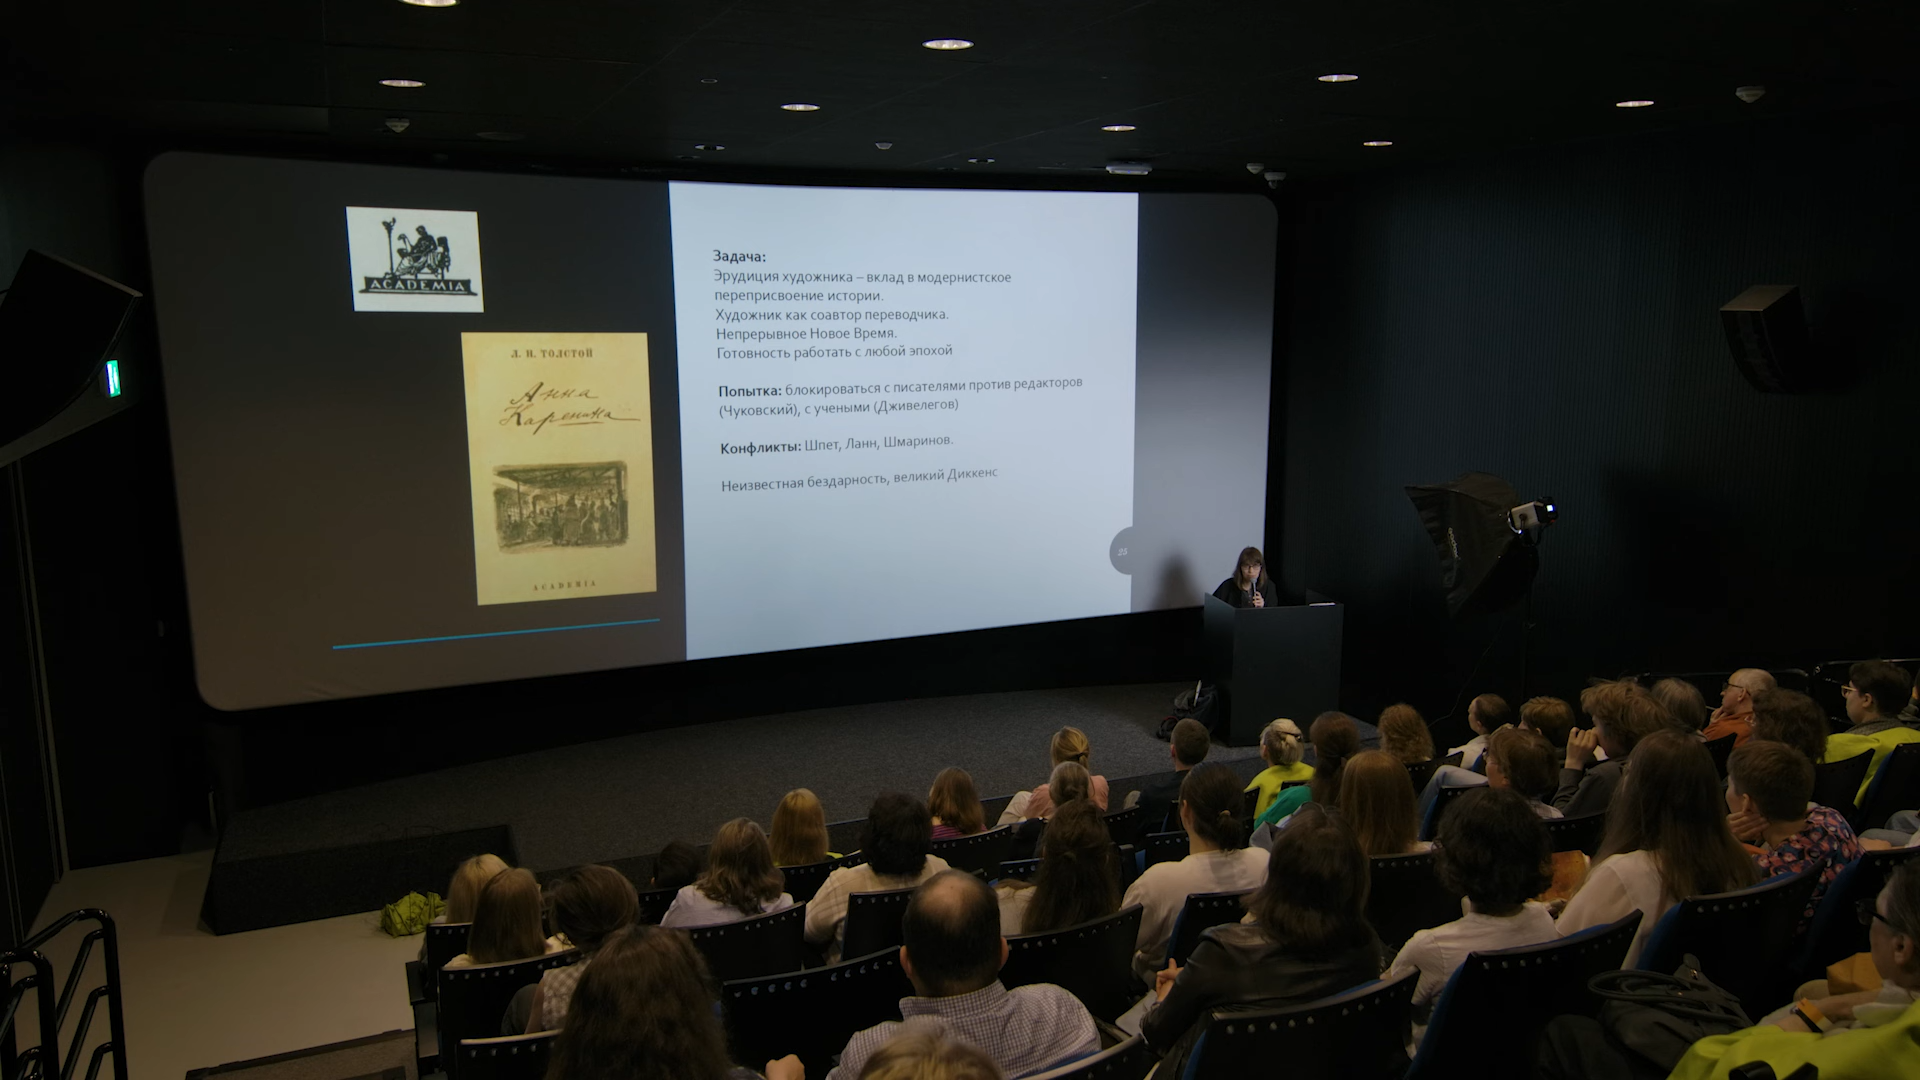 ACADEMIA
Л. Н. ТОЛСТОЙ
Анна
Каренина
ACADEMIA
Задача:
Эрудиция художника – вклад в модернистское
переприсвоение истории.
Художник как соавтор переводчика.
Непрерывное Новое Время.
Готовность работать с любой эпохой
Попытка: блокироваться с писателями против редакторов
(Чуковский), с учеными (Дживелегов)
Конфликты: Шпет, Ланн, Шмаринов.
Неизвестная бездарность, великий Диккенс
25